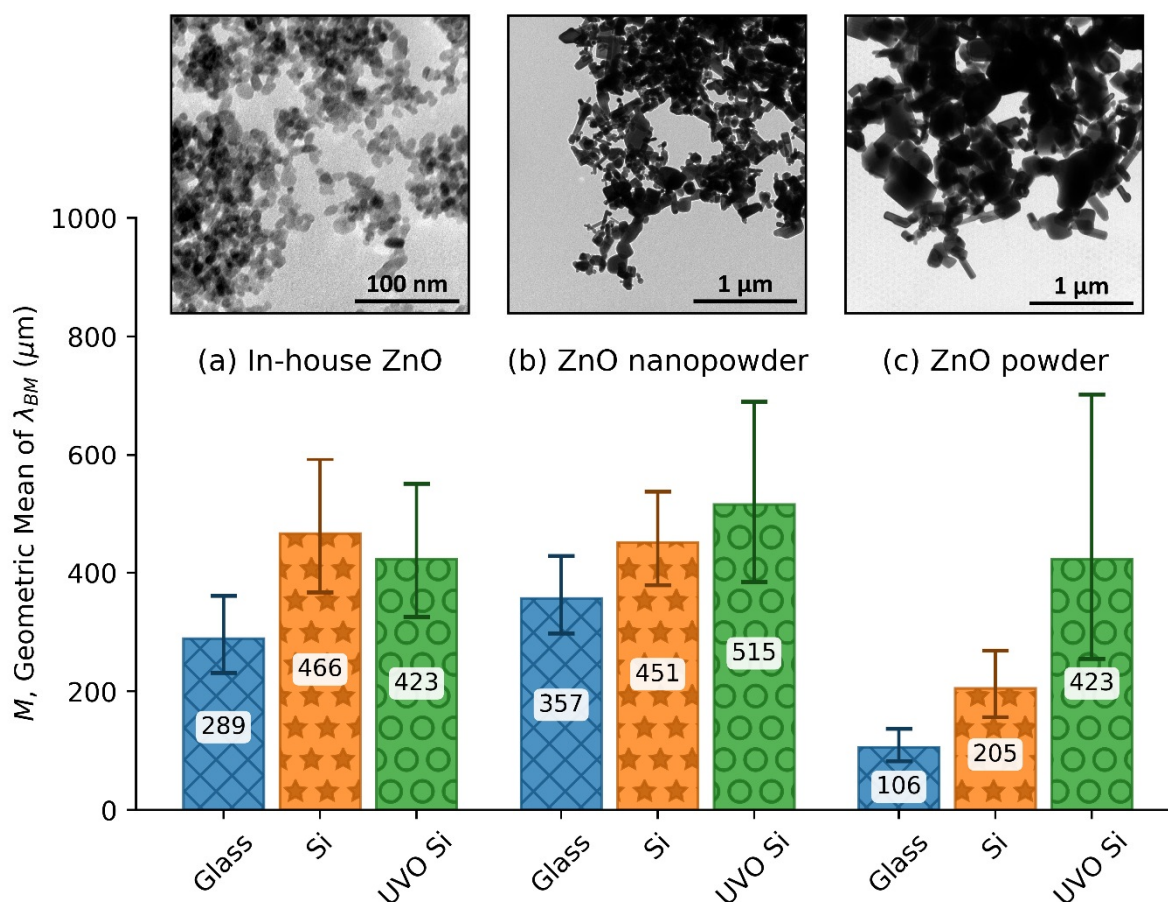 100 nm
1 µm
1 µm
(a) In-house ZnO
(b) ZnO nanopowder
(c) ZnO powder
M, Geometric Mean of λBM (µm)
1000
800
600
400
200
0
289
466
423
357
451
515
106
205
423
Glass
Si
UVO Si
Glass
Si
UVO Si
Glass
Si
UVO Si